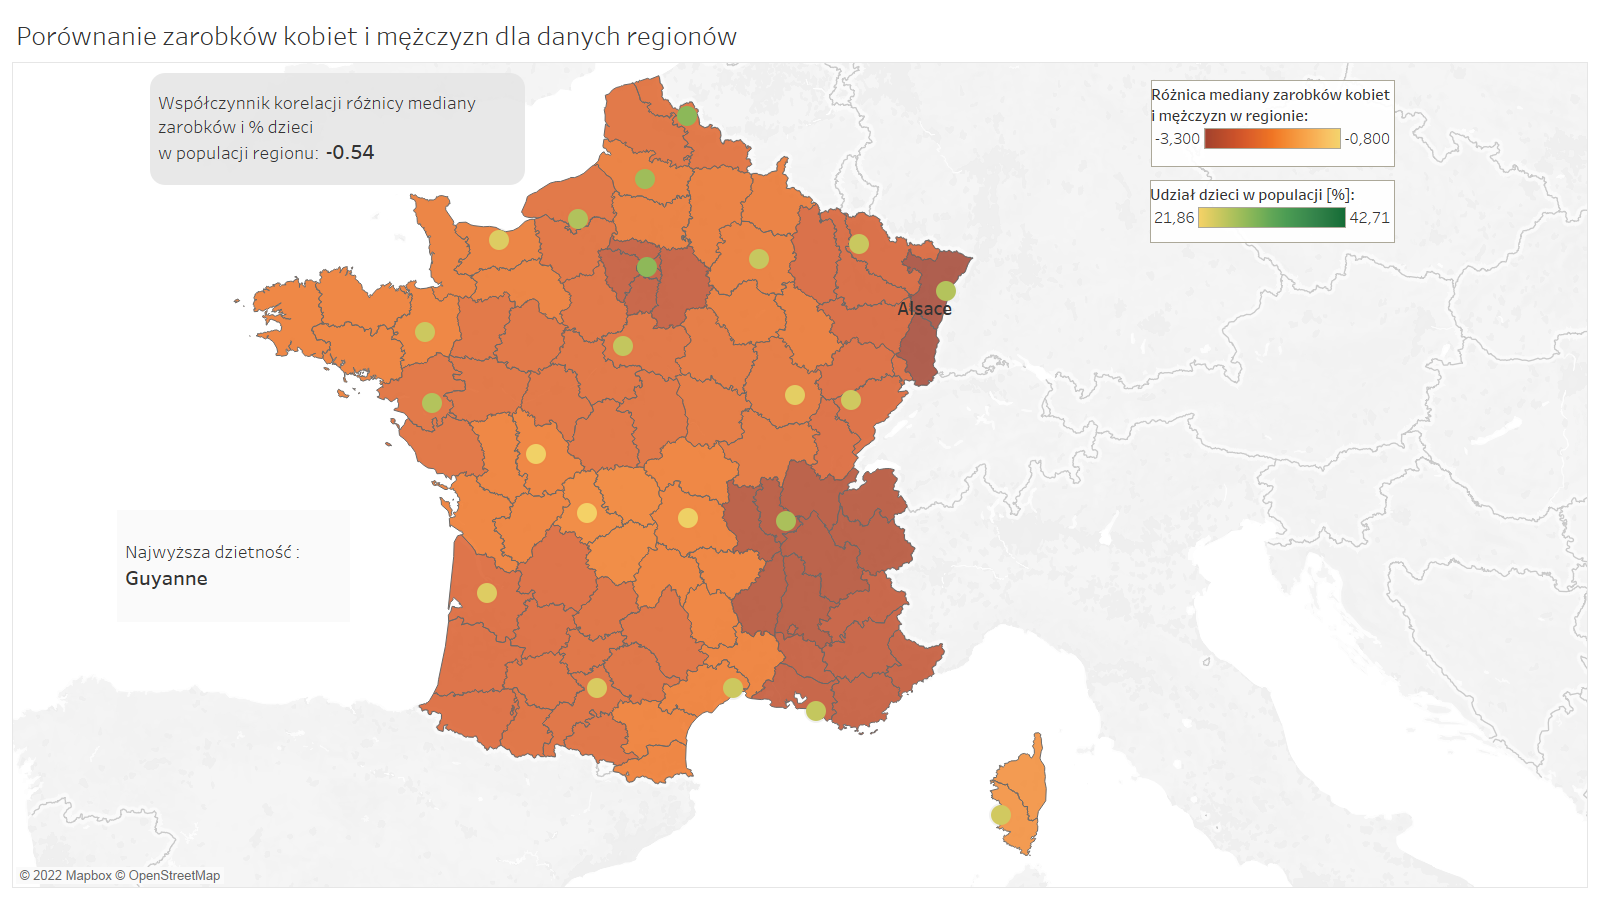 Porównanie zarobków kobiet i mężczyzn dla danych regionów
Współczynnik korelacji różnicy mediany
zarobków i % dzieci
w populacji regionu: -0.54
Różnica mediany zarobków kobiet
i mężczyzn w regionie:
-3,300 -0,800
Udział dzieci w populacji [%]:
21,86 42,71
Alsace
Najwyższa dzietność :
Guyanne
© 2022 Mapbox © OpenStreetMap